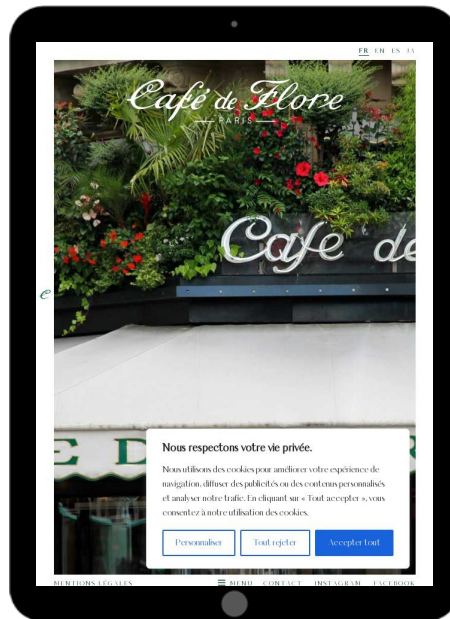 FR EN ES JA
Café de Flore
PARIS
Cafe de
E D
R
Nous respectons votre vie privée.
Nous utilisons des cookies pour améliorer votre expérience de
navigation, diffuser des publicités ou des contenus personnalisés
et analyser notre trafic. En cliquant sur « Tout accepter », vous
consentez à notre utilisation des cookies.
Personnaliser Tout rejeter Accepter tout
MENTIONS LÉGALES MENU CONTACT INSTAGRAM FACEBOOK